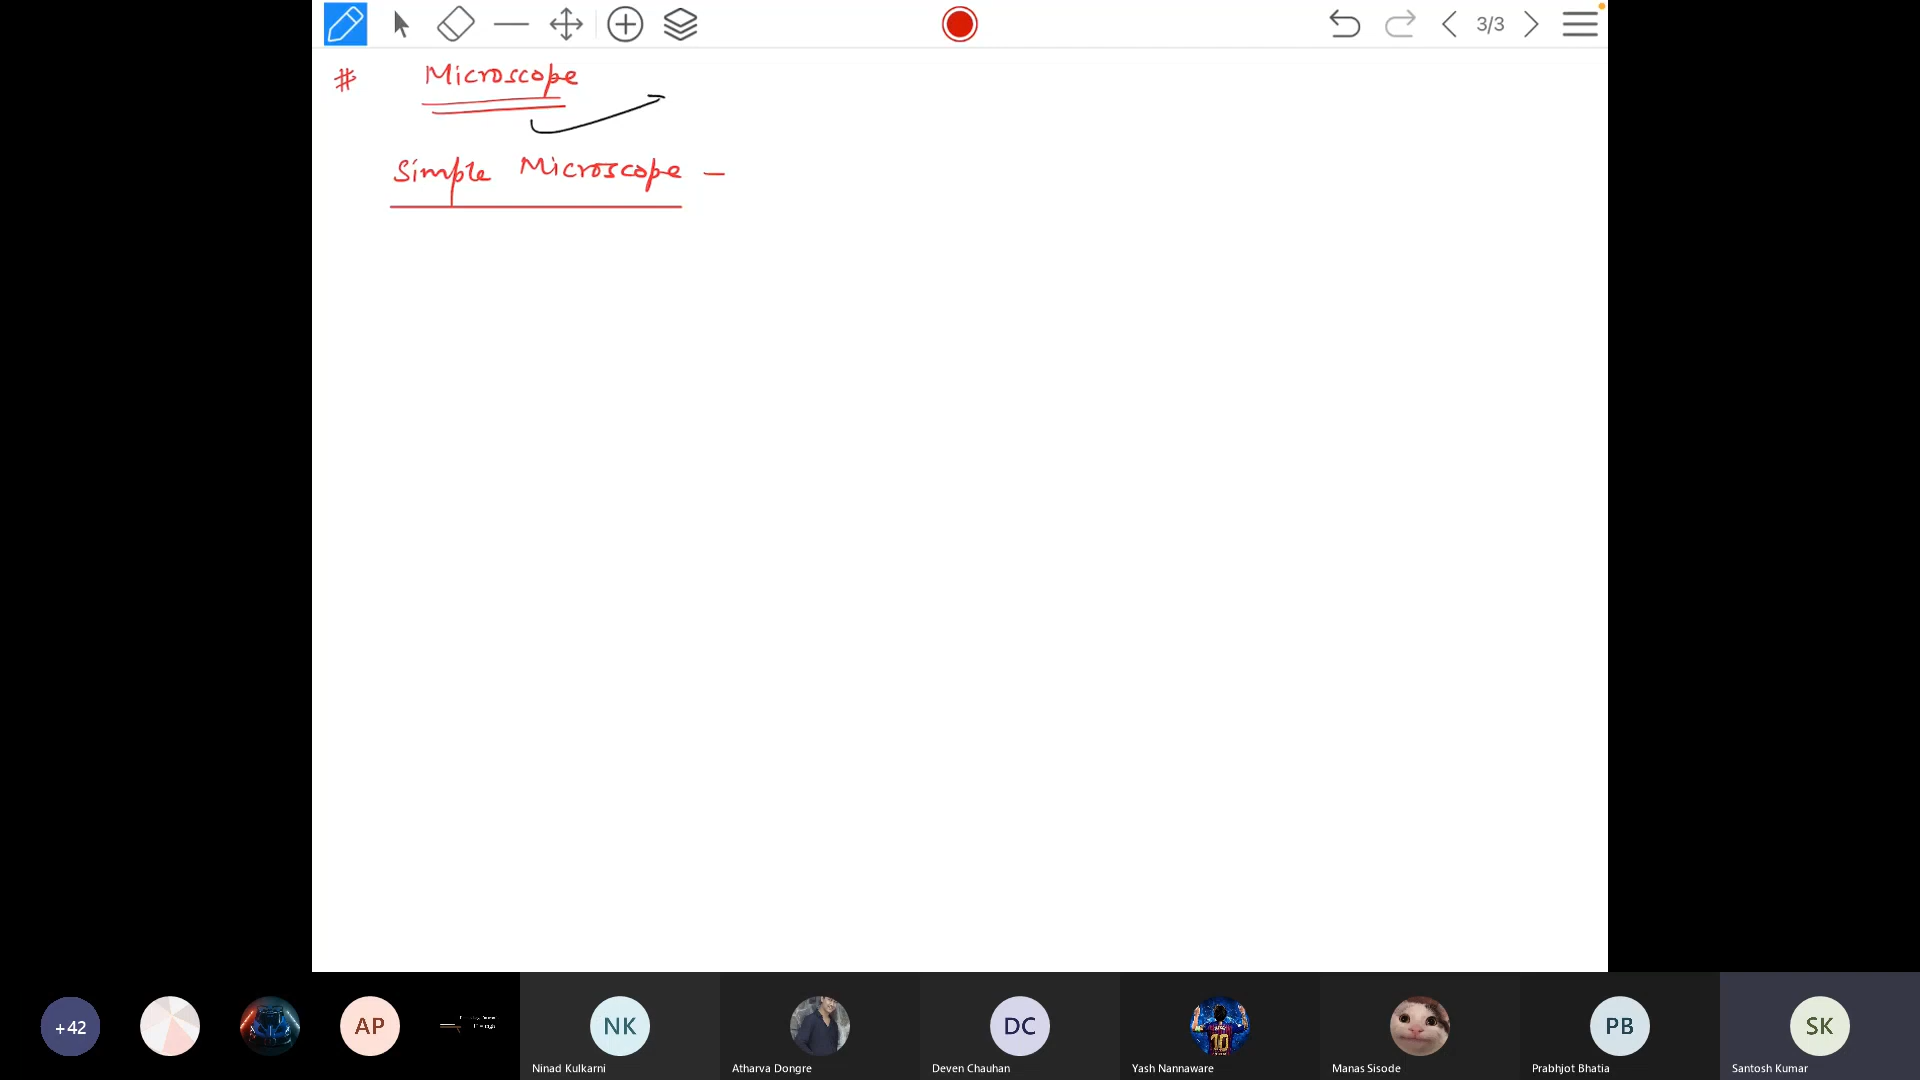 3/3
# Microscope
Simple Microscope -
+42
AP
NK
DC
10
PB
SK
Ninad Kulkarni
Atharva Dongre
Deven Chauhan
Yash Nannaware
Manas Sisode
Prabhjot Bhatia
Santosh Kumar